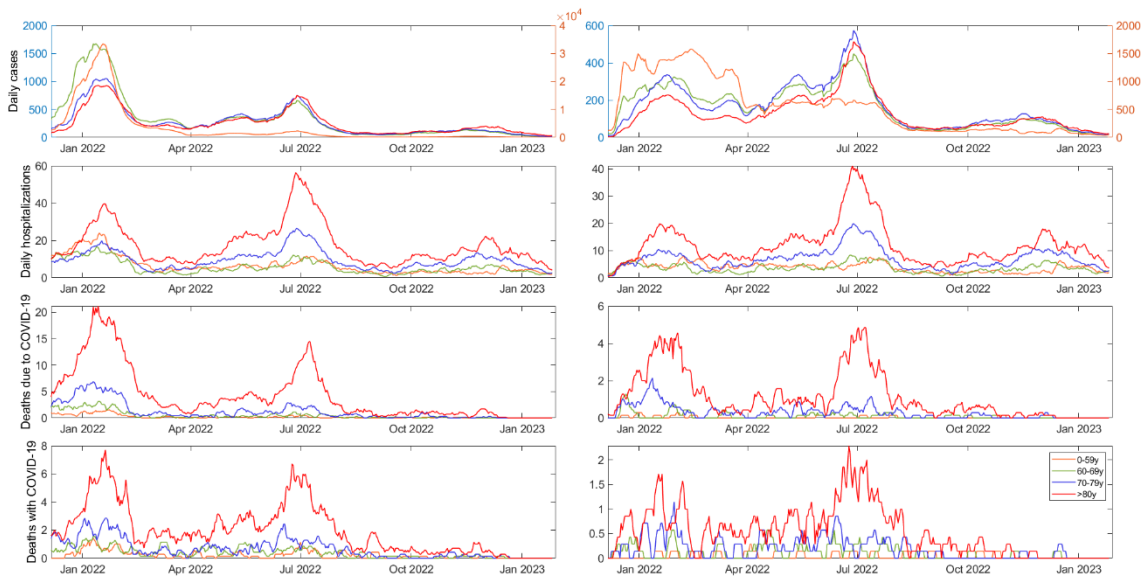 ×10^4
2000 4 600 2000
1500 3 1500
1000 2 400 1000
500 1 200 500
0 0 0 0
Daily cases
Jan 2022 Apr 2022 Jul 2022 Oct 2022 Jan 2023 Jan 2022 Apr 2022 Jul 2022 Oct 2022 Jan 2023
60 40
40 30
20 20
0 10
0
Daily hospitalizations
Jan 2022 Apr 2022 Jul 2022 Oct 2022 Jan 2023 Jan 2022 Apr 2022 Jul 2022 Oct 2022 Jan 2023
20 6
15 4
10 2
5 0
0
Deaths due to COVID-19
Jan 2022 Apr 2022 Jul 2022 Oct 2022 Jan 2023 Jan 2022 Apr 2022 Jul 2022 Oct 2022 Jan 2023
8 2
6 1.5
4 1
2 0.5
0 0
Deaths with COVID-19
0-59y
60-69y
70-79y
>80y
Jan 2022 Apr 2022 Jul 2022 Oct 2022 Jan 2023 Jan 2022 Apr 2022 Jul 2022 Oct 2022 Jan 2023